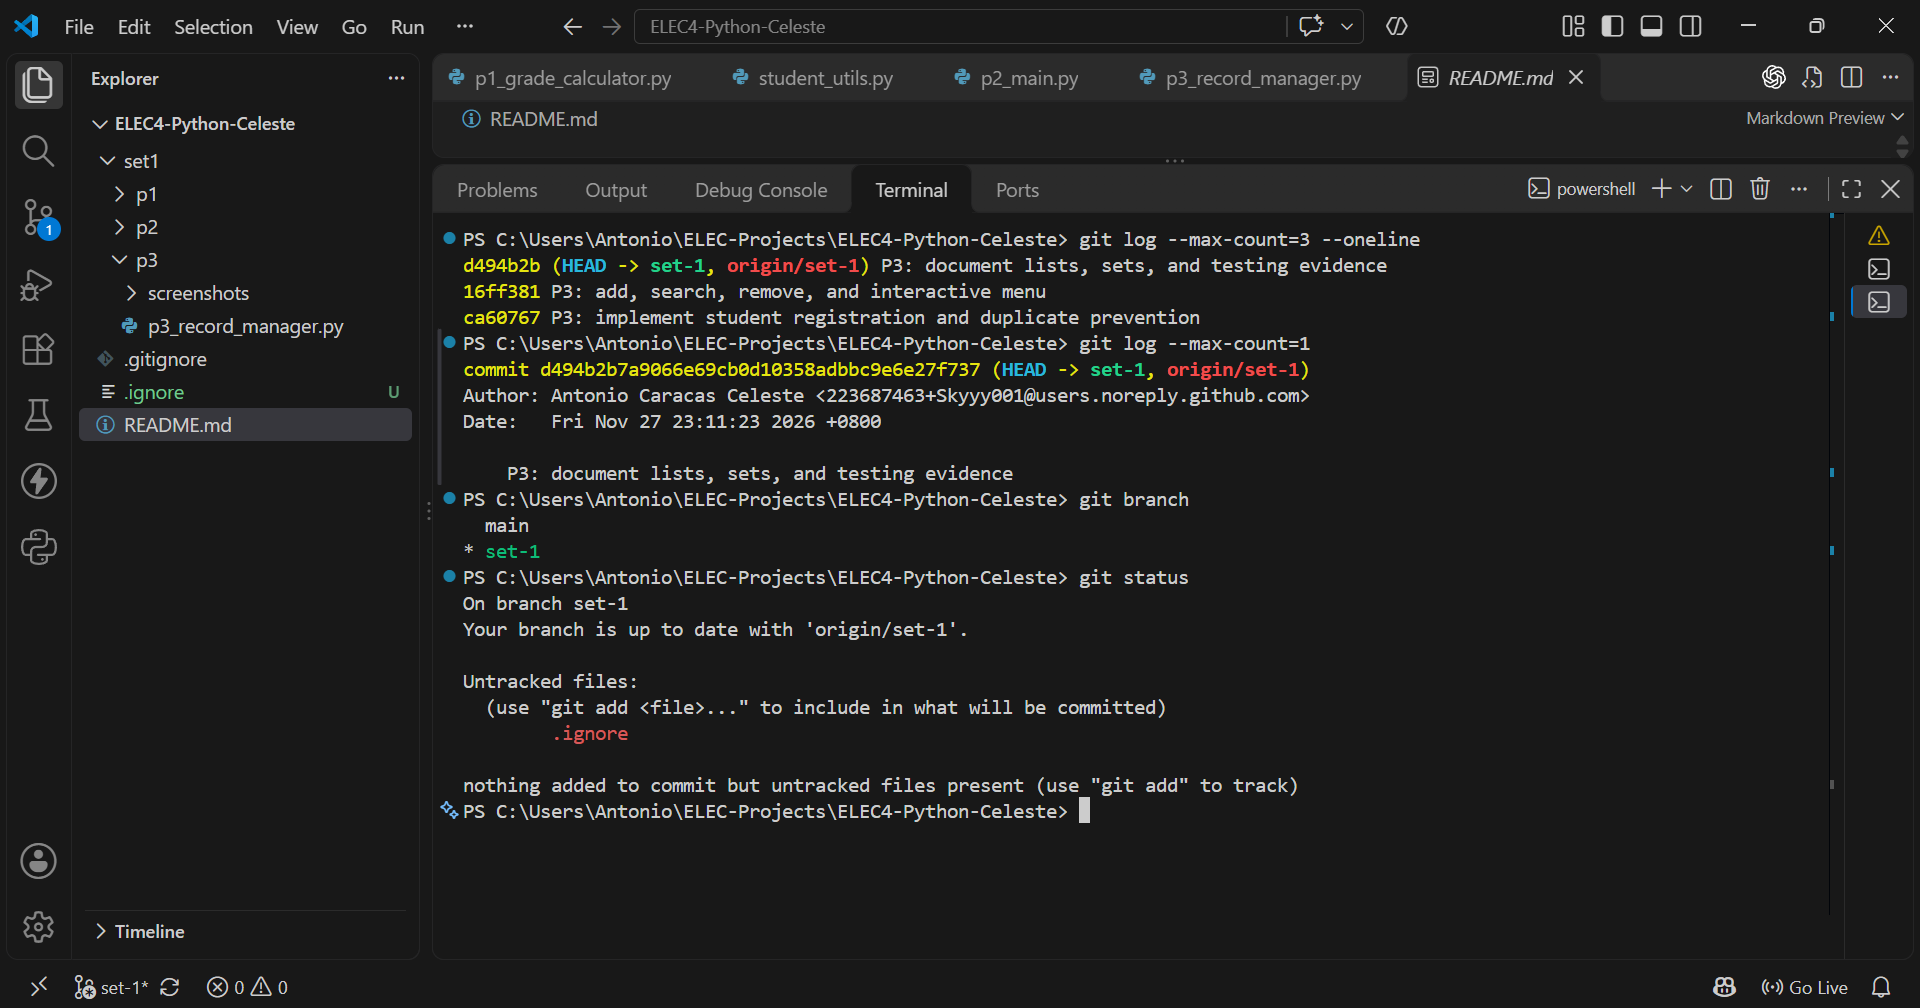 File Edit Selection View Go Run ···
ELEC4-Python-Celeste
Explorer
ELEC4-Python-Celeste
set1
p1
p2
p3
screenshots
p3_record_manager.py
.gitignore
.ignore U
README.md
Timeline
1
p1_grade_calculator.py student_utils.py p2_main.py p3_record_manager.py README.md
README.md
Markdown Preview
Problems Output Debug Console Terminal Ports
powershell
PS C:\Users\Antonio\ELEC-Projects\ELEC4-Python-Celeste> git log --max-count=3 --oneline
d494b2b (HEAD -> set-1, origin/set-1) P3: document lists, sets, and testing evidence
16ff381 P3: add, search, remove, and interactive menu
ca60767 P3: implement student registration and duplicate prevention
PS C:\Users\Antonio\ELEC-Projects\ELEC4-Python-Celeste> git log --max-count=1
commit d494b2b7a9066e69cb0d10358adbbc9e6e27f737 (HEAD -> set-1, origin/set-1)
Author: Antonio Caracas Celeste <223687463+Skyyy001@users.noreply.github.com>
Date:   Fri Nov 27 23:11:23 2026 +0800
P3: document lists, sets, and testing evidence
PS C:\Users\Antonio\ELEC-Projects\ELEC4-Python-Celeste> git branch
main
* set-1
PS C:\Users\Antonio\ELEC-Projects\ELEC4-Python-Celeste> git status
On branch set-1
Your branch is up to date with 'origin/set-1'.
Untracked files:
(use "git add <file>..." to include in what will be committed)
.ignore
nothing added to commit but untracked files present (use "git add" to track)
PS C:\Users\Antonio\ELEC-Projects\ELEC4-Python-Celeste>
set-1* 0 0
Go Live